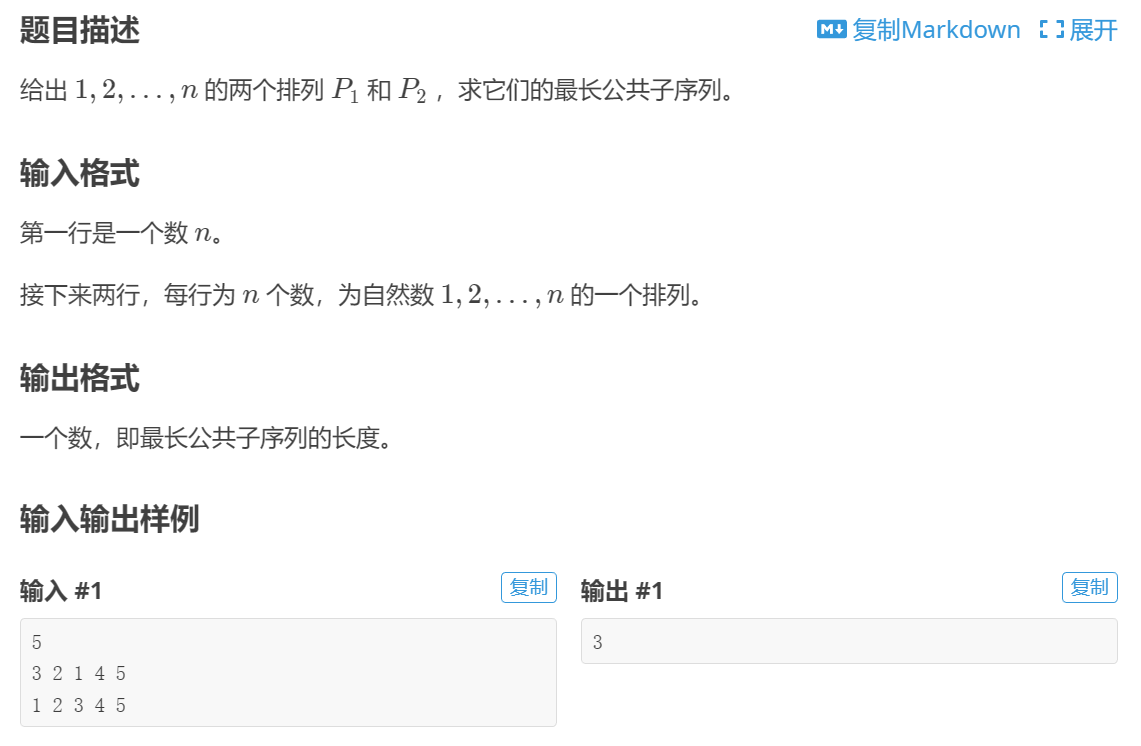 题目描述
M↓ 复制Markdown 展开
给出 1, 2, . . . , n 的两个排列 P₁ 和 P₂ ，求它们的最长公共子序列。
输入格式
第一行是一个数 n。
接下来两行，每行为 n 个数，为自然数 1, 2, . . . , n 的一个排列。
输出格式
一个数，即最长公共子序列的长度。
输入输出样例
输入 #1
复制
5
3 2 1 4 5
1 2 3 4 5
输出 #1
复制
3